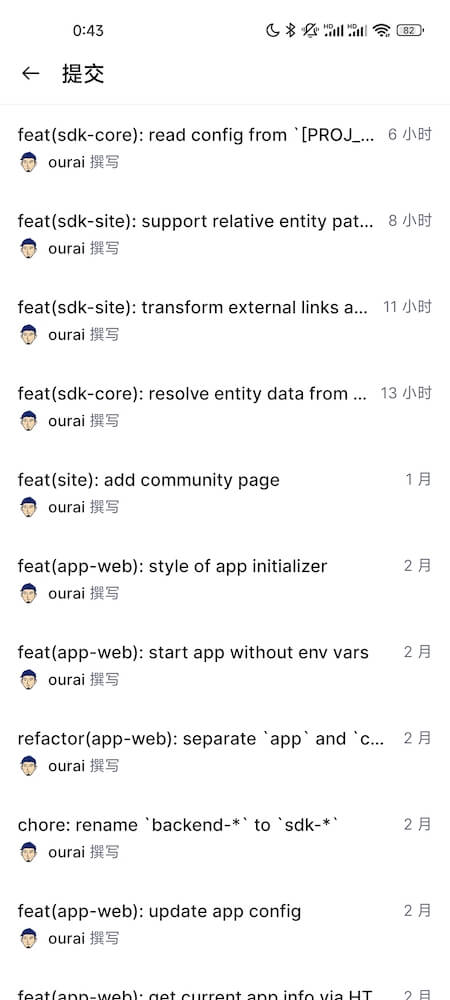 0:43
HD HD 82
提交
feat(sdk-core): read config from `[PROJ_... 6 小时
ourai 撰写
feat(sdk-site): support relative entity pat... 8 小时
ourai 撰写
feat(sdk-site): transform external links a... 11 小时
ourai 撰写
feat(sdk-core): resolve entity data from ... 13 小时
ourai 撰写
feat(site): add community page 1 月
ourai 撰写
feat(app-web): style of app initializer 2 月
ourai 撰写
feat(app-web): start app without env vars 2 月
ourai 撰写
refactor(app-web): separate `app` and `c... 2 月
ourai 撰写
chore: rename `backend-*` to `sdk-*` 2 月
ourai 撰写
feat(app-web): update app config 2 月
ourai 撰写
feat(app-web): get current app info via HT 2 月